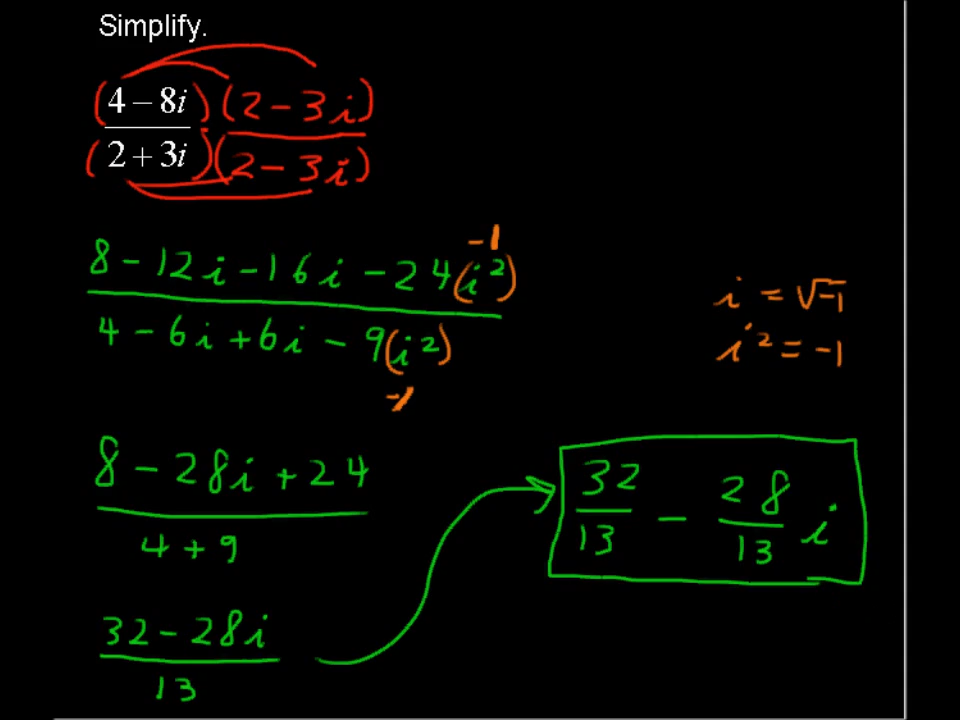 Simplify.
(4 − 8i)(2 − 3i)
(2 + 3i)(2 − 3i)
−1
8 − 12i − 16i − 24(i²)
4 − 6i + 6i − 9(i²)
−1
i = √−1
i² = −1
8 − 28i + 24
4 + 9
32 − 28i
13
32/13 − 28/13 i